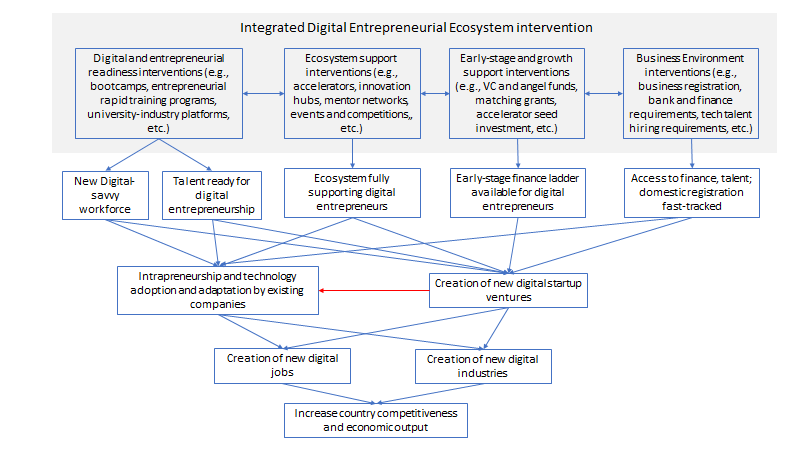 Integrated Digital Entrepreneurial Ecosystem intervention
Digital and entrepreneurial
readiness interventions (e.g.,
bootcamps, entrepreneurial
rapid training programs,
university-industry platforms,
etc.)
Ecosystem support
interventions (e.g.,
accelerators, innovation
hubs, mentor networks,
events and competitions,,
etc.)
Early-stage and growth
support interventions
(e.g., VC and angel funds,
matching grants,
accelerator seed
investment, etc.)
Business Environment
interventions (e.g.,
business registration,
bank and finance
requirements, tech talent
hiring requirements, etc.)
New Digital-
savvy
workforce
Talent ready for
digital
entrepreneurship
Ecosystem fully
supporting digital
entrepreneurs
Early-stage finance ladder
available for digital
entrepreneurs
Access to finance, talent;
domestic registration
fast-tracked
Intrapreneurship and technology
adoption and adaptation by existing
companies
Creation of new digital startup
ventures
Creation of new digital
jobs
Creation of new digital
industries
Increase country competitiveness
and economic output